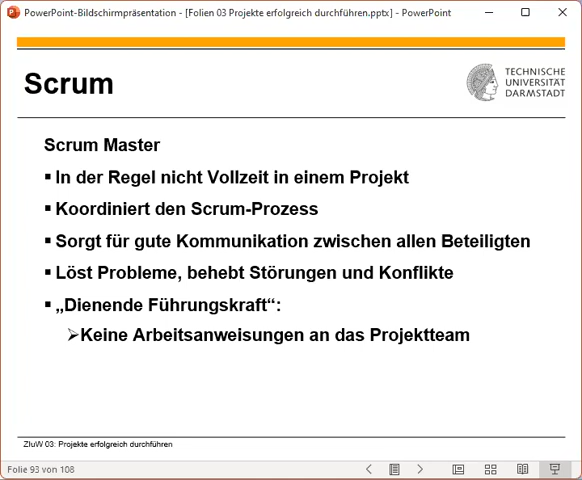 PowerPoint-Bildschirmpräsentation - [Folien 03 Projekte erfolgreich durchführen.pptx] - PowerPoint
Scrum
TECHNISCHE
UNIVERSITÄT
DARMSTADT
Scrum Master
▪ In der Regel nicht Vollzeit in einem Projekt
▪ Koordiniert den Scrum-Prozess
▪ Sorgt für gute Kommunikation zwischen allen Beteiligten
▪ Löst Probleme, behebt Störungen und Konflikte
▪ „Dienende Führungskraft“:
➢Keine Arbeitsanweisungen an das Projektteam
ZIuW 03: Projekte erfolgreich durchführen
Folie 93 von 108